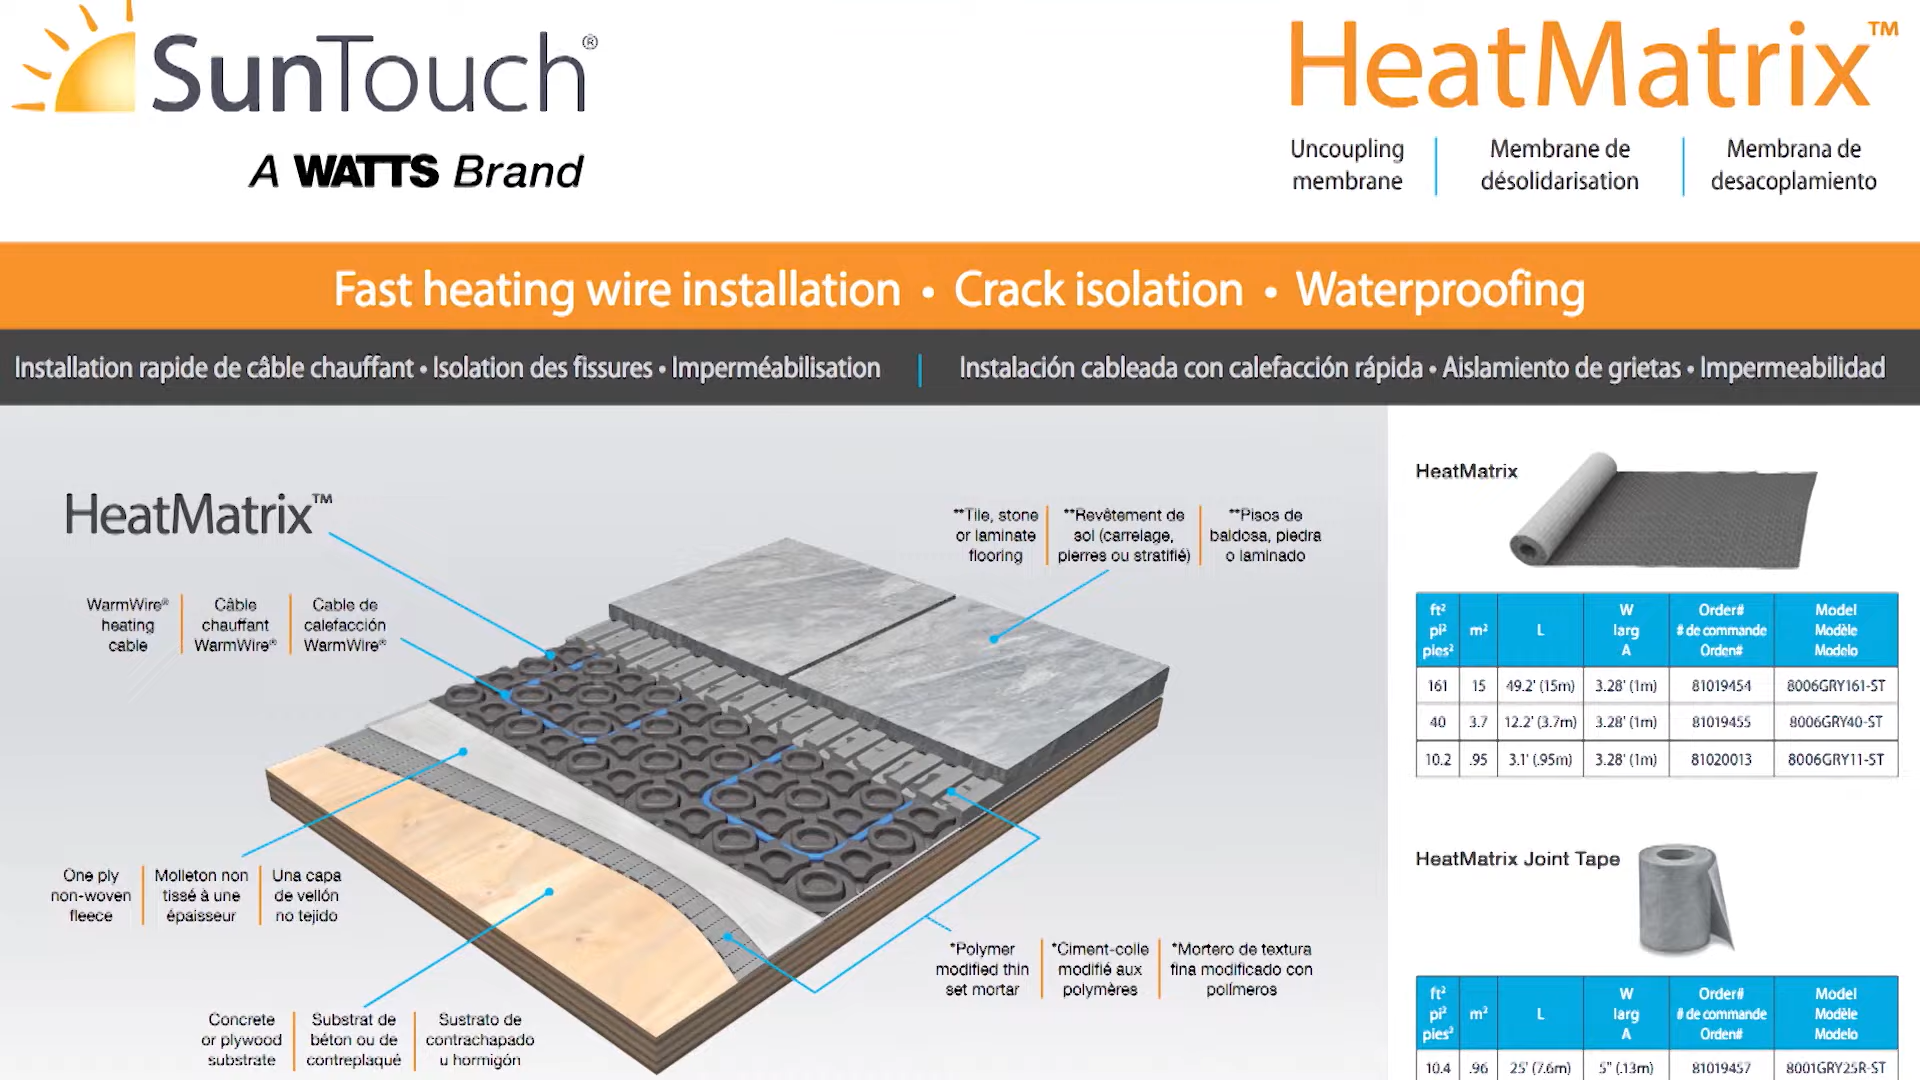 SunTouch®
A WATTS Brand
HeatMatrix™
Uncoupling
membrane
Membrane de
désolidarisation
Membrana de
desacoplamiento
Fast heating wire installation • Crack isolation • Waterproofing
Installation rapide de câble chauffant • Isolation des fissures • Imperméabilisation
Instalación cableada con calefacción rápida • Aislamiento de grietas • Impermeabilidad
HeatMatrix™
WarmWire®
heating
cable
Câble
chauffant
WarmWire®
Cable de
calefacción
WarmWire®
**Tile, stone
or laminate
flooring
**Revêtement de
sol (carrelage,
pierres ou stratifié)
**Pisos de
baldosa, piedra
o laminado
One ply
non-woven
fleece
Molleton non
tissé à une
épaisseur
Una capa
de vellón
no tejido
*Polymer
modified thin
set mortar
*Ciment-colle
modifié aux
polymères
*Mortero de textura
fina modificado con
polímeros
Concrete
or plywood
substrate
Substrat de
béton ou de
contreplaqué
Sustrato de
contrachapado
u hormigón
HeatMatrix
ft²
pi²
pies²
m²
L
W
larg
A
Order#
# de commande
Orden#
Model
Modèle
Modelo
161 15 49.2' (15m) 3.28' (1m) 81019454 8006GRY161-ST
40 3.7 12.2' (3.7m) 3.28' (1m) 81019455 8006GRY40-ST
10.2 .95 3.1' (.95m) 3.28' (1m) 81020013 8006GRY11-ST
HeatMatrix Joint Tape
ft²
pi²
pies²
m²
L
W
larg
A
Order#
# de commande
Orden#
Model
Modèle
Modelo
10.4 .96 25' (7.6m) 5" (.13m) 81019457 8001GRY25R-ST